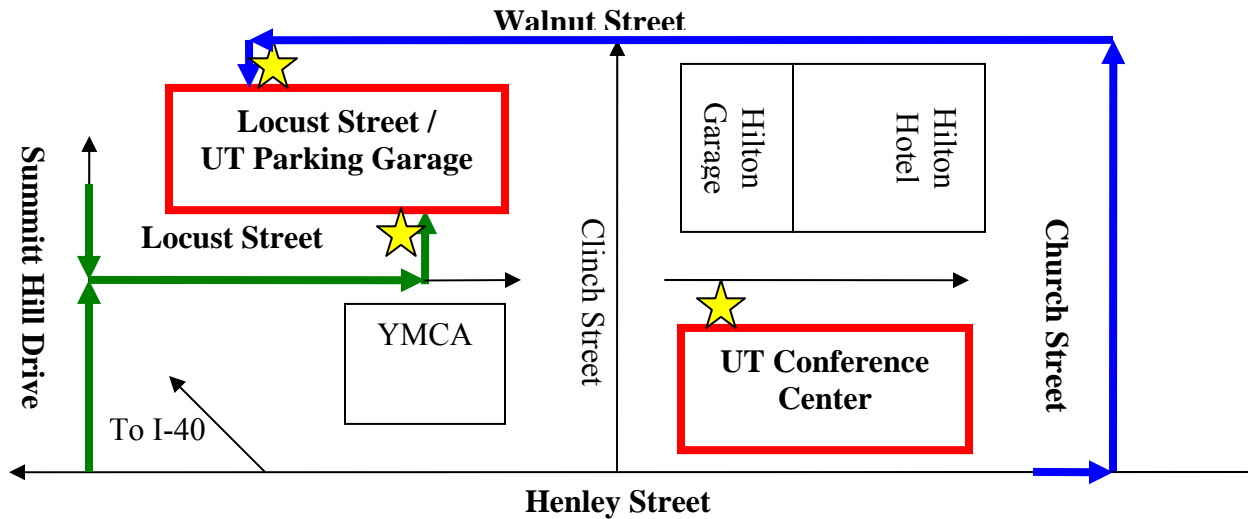 Walnut Street
Locust Street /
UT Parking Garage
Hilton
Garage
Hilton
Hotel
Summitt Hill Drive
Locust Street
Clinch Street
Church Street
YMCA
UT Conference
Center
To I-40
Henley Street